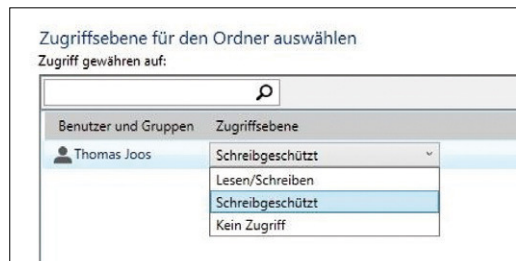 Zugriffsebene für den Ordner auswählen
Zugriff gewähren auf:
Benutzer und Gruppen Zugriffsebene
Thomas Joos Schreibgeschützt
Lesen/Schreiben
Schreibgeschützt
Kein Zugriff